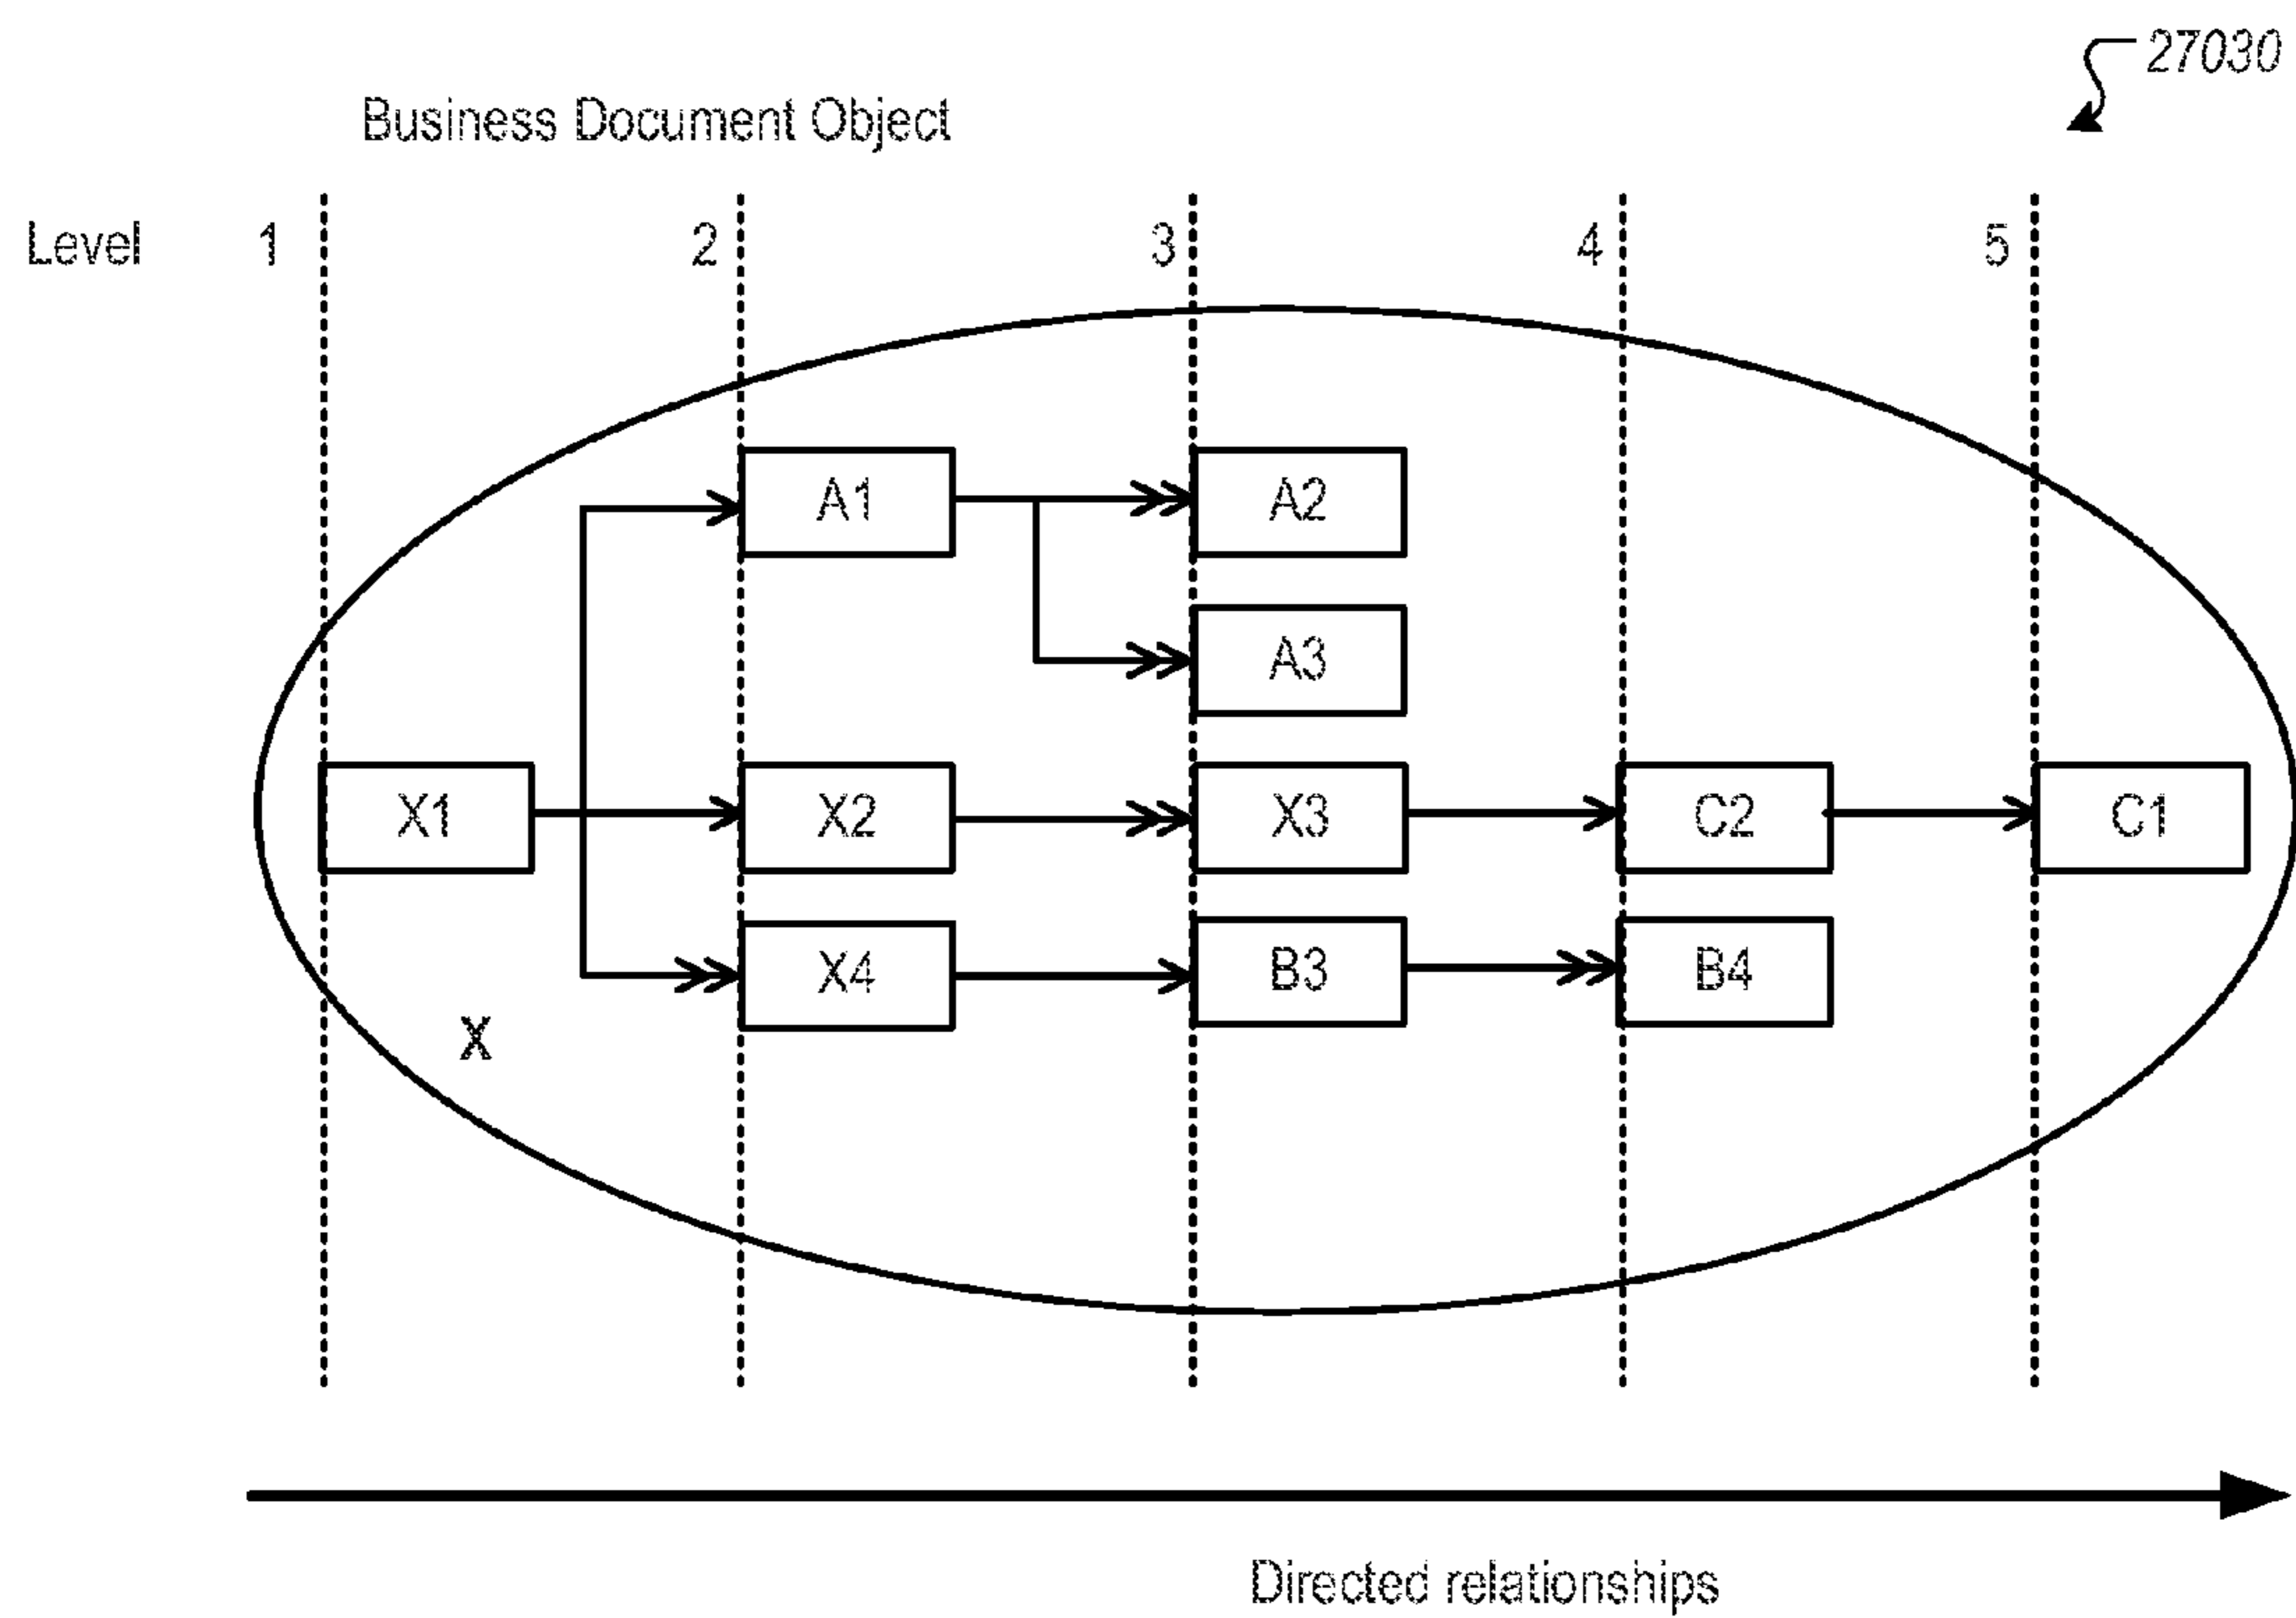 27030
Business Document Object
Level 1 2 3 4 5
A1 A2
A3
X1 X2 X3 C2 C1
X4 B3 B4
X
Directed relationships